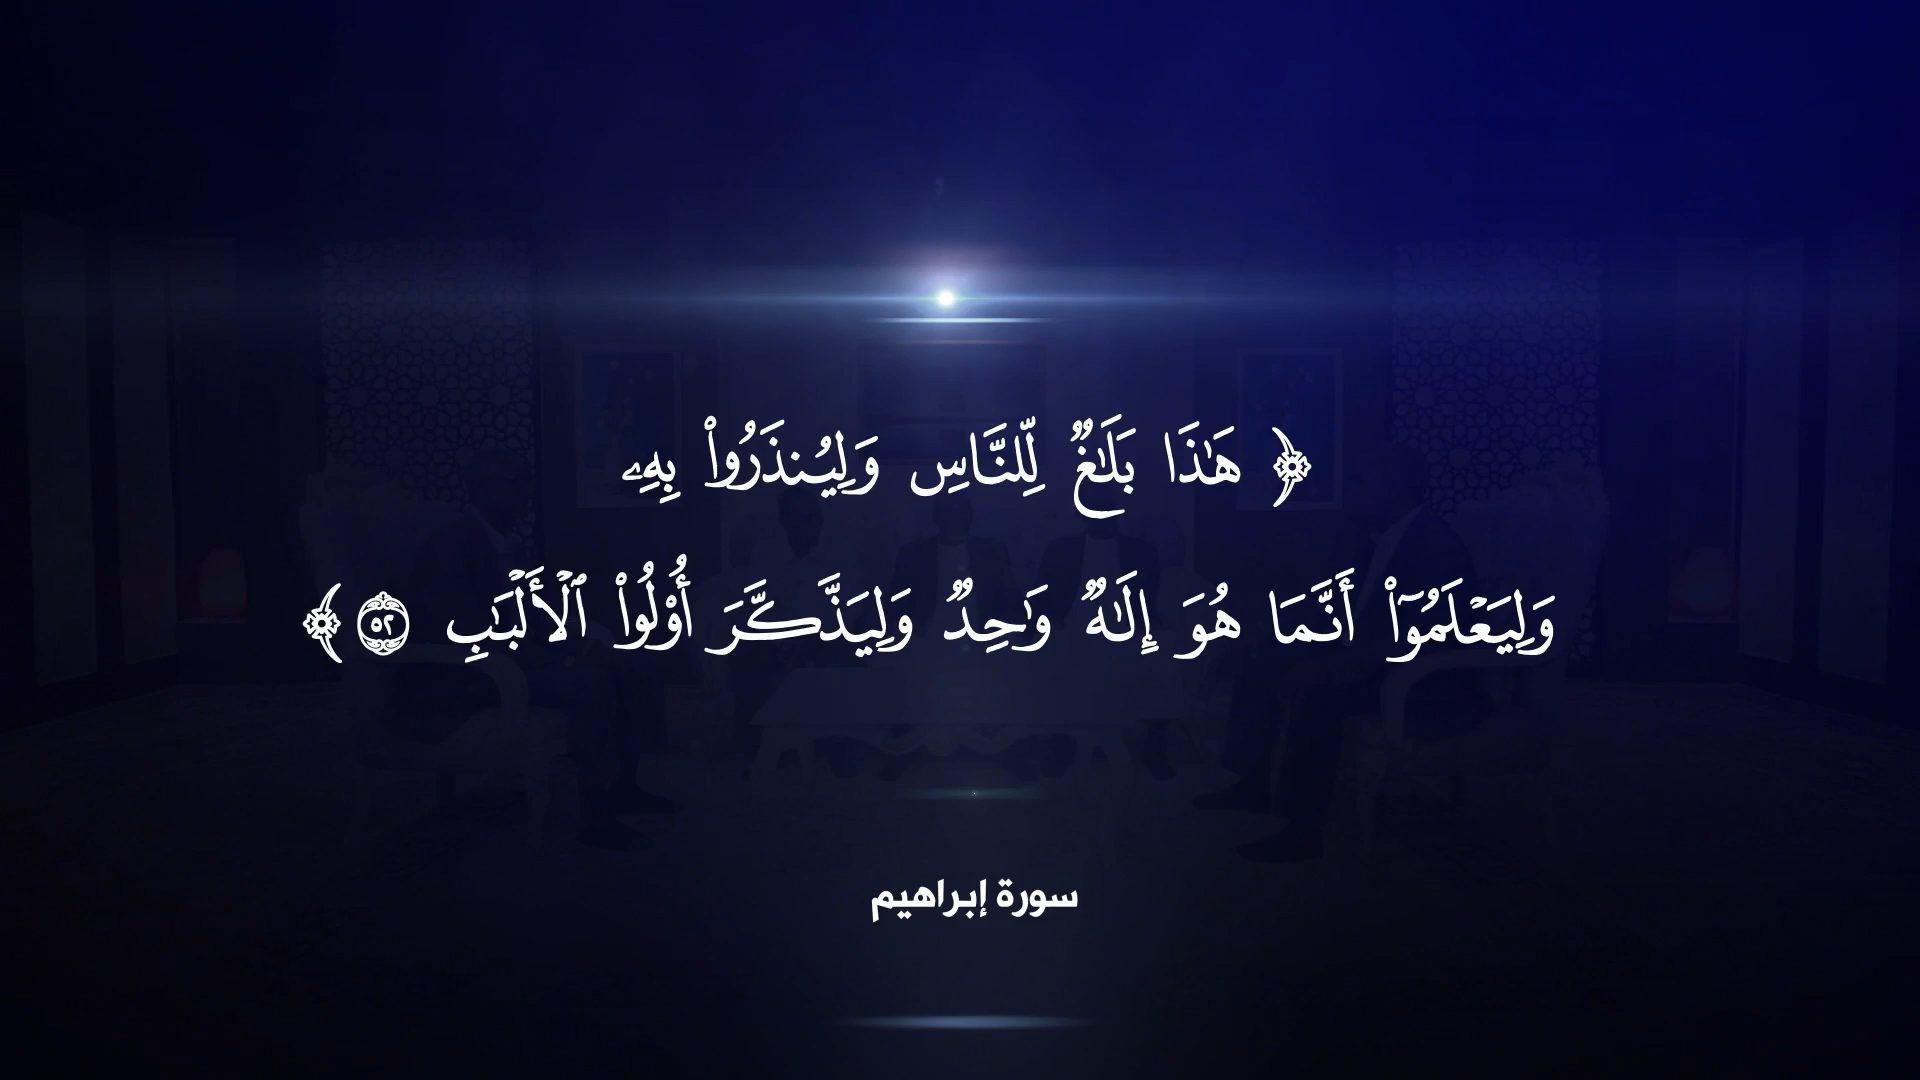 ﴿ هَٰذَا بَلَٰغٌ لِّلنَّاسِ وَلِيُنذَرُوا۟ بِهِۦ
وَلِيَعْلَمُوٓا۟ أَنَّمَا هُوَ إِلَٰهٌ وَٰحِدٌ وَلِيَذَّكَّرَ أُو۟لُوا۟ ٱلْأَلْبَٰبِ ٥٢ ﴾
سورة إبراهيم